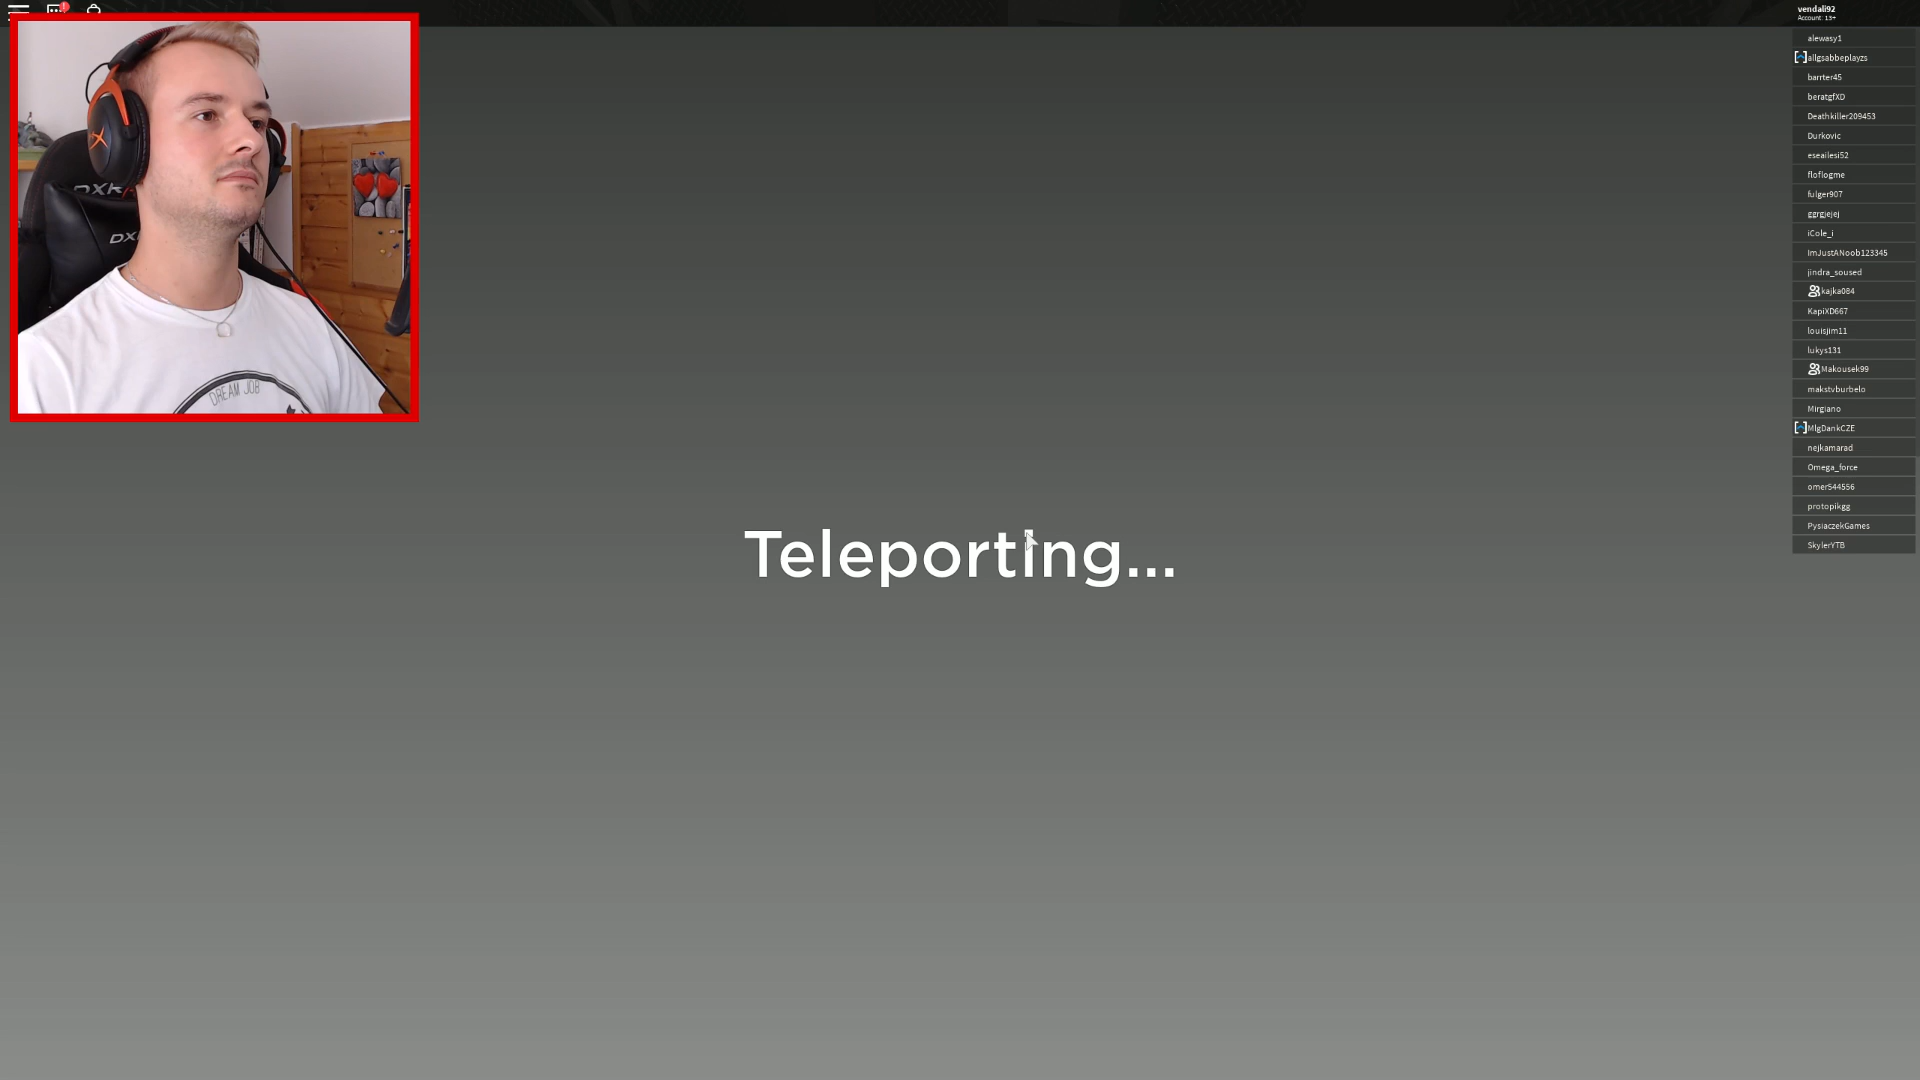 vendali92
Account: 13+
alewasy1
allgsabbeplayzs
barrter45
beratgfXD
Deathkiller209453
Durkovic
eseailesi52
floflogme
fulger907
ggrgjejej
iCole_i
ImJustANoob123345
jindra_soused
kajka084
KapiXD667
louisjim11
lukys131
Makousek99
makstvburbelo
Mirgiano
MlgDankCZE
nejkamarad
Omega_force
omer544556
protopikgg
PysiaczekGames
SkylerYTB
DREAM JOB
Teleporting...